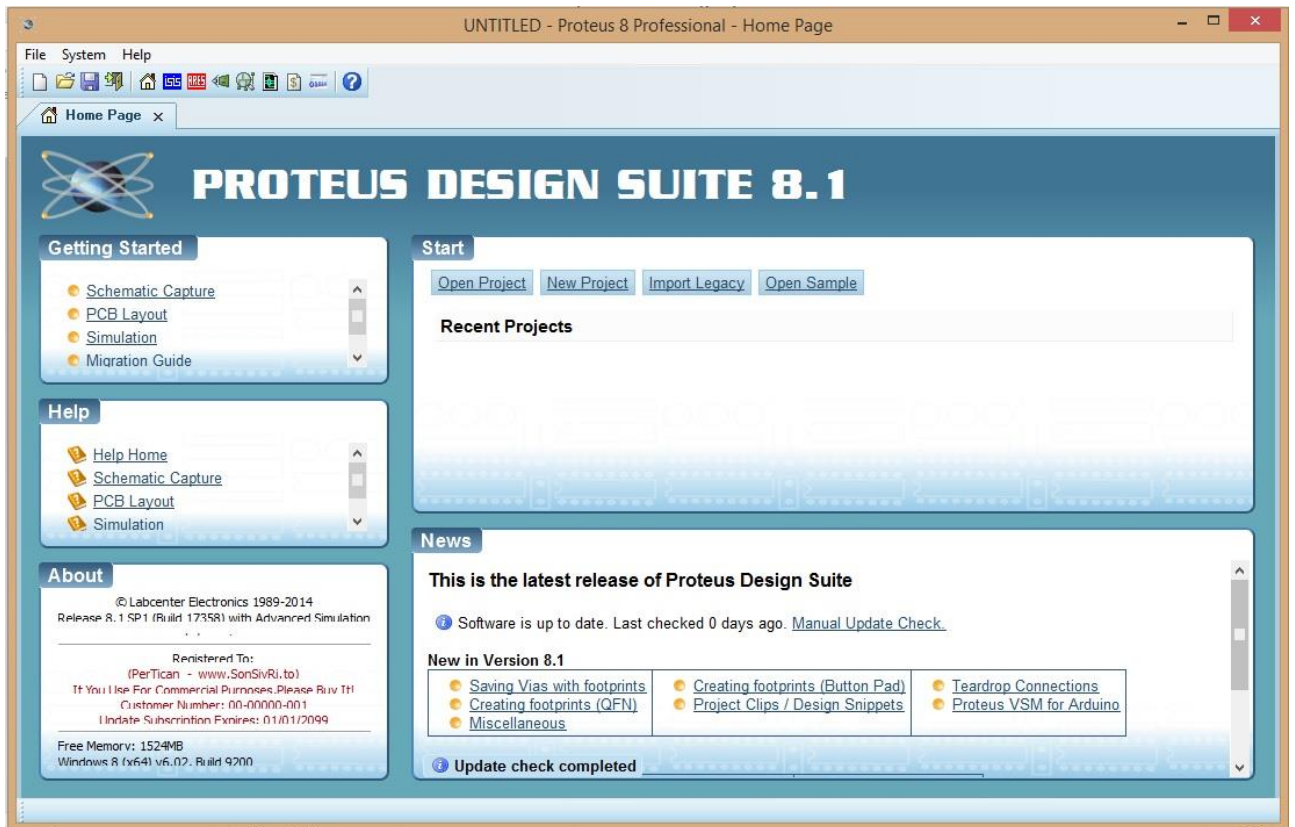 UNTITLED - Proteus 8 Professional - Home Page
File System Help
ISIS ARES
Home Page x
PROTEUS DESIGN SUITE 8.1
Getting Started
Schematic Capture
PCB Layout
Simulation
Migration Guide
Start
Open Project New Project Import Legacy Open Sample
Recent Projects
Help
Help Home
Schematic Capture
PCB Layout
Simulation
About
© Labcenter Electronics 1989-2014
Release 8.1 SP1 (Build 17358) with Advanced Simulation
Registered To:
(PerTican - www.SonSivRi.to)
If You Use For Commercial Purposes,Please Buy It!
Customer Number: 00-00000-001
Update Subscription Expires: 01/01/2099
Free Memory: 1524MB
Windows 8 (x64) v6.02, Build 9200
News
This is the latest release of Proteus Design Suite
Software is up to date. Last checked 0 days ago. Manual Update Check.
New in Version 8.1
Saving Vias with footprints Creating footprints (Button Pad) Teardrop Connections
Creating footprints (QFN) Project Clips / Design Snippets Proteus VSM for Arduino
Miscellaneous
Update check completed